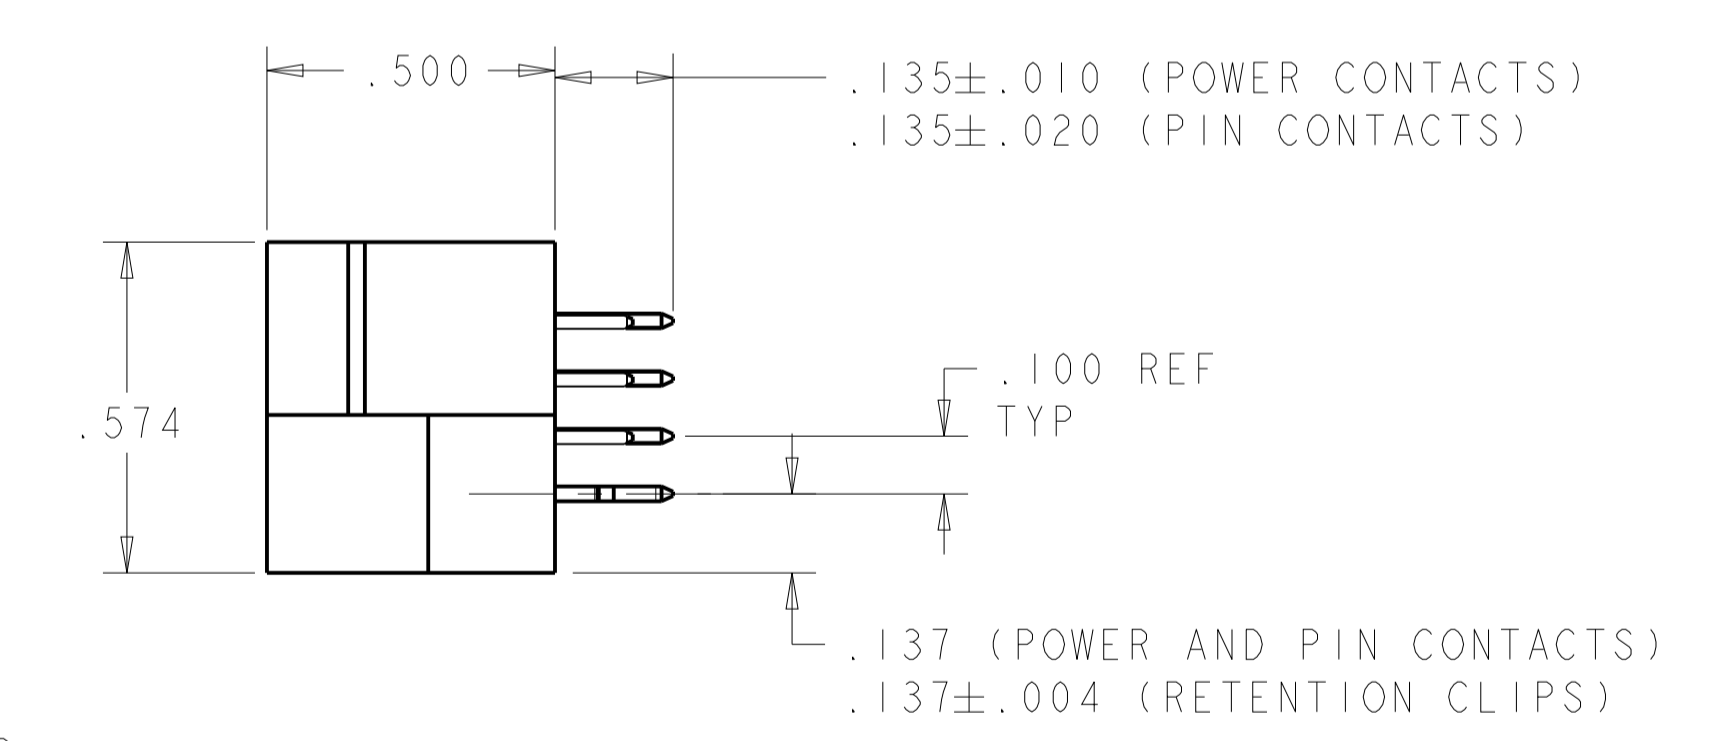 .500
.135±.010 (POWER CONTACTS)
.135±.020 (PIN CONTACTS)
.574
.100 REF
TYP
.137 (POWER AND PIN CONTACTS)
.137±.004 (RETENTION CLIPS)